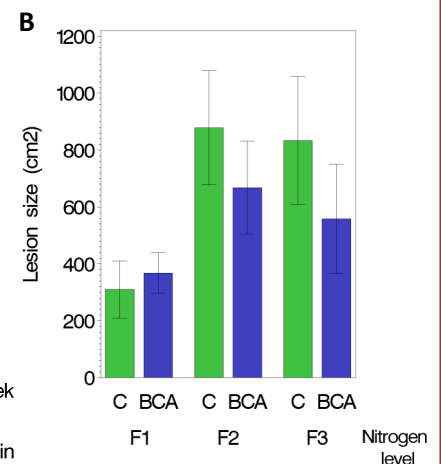 B
1200
1000
800
600
400
200
0
Lesion size (cm2)
C BCA C BCA C BCA
F1 F2 F3 Nitrogen
level
ek
in